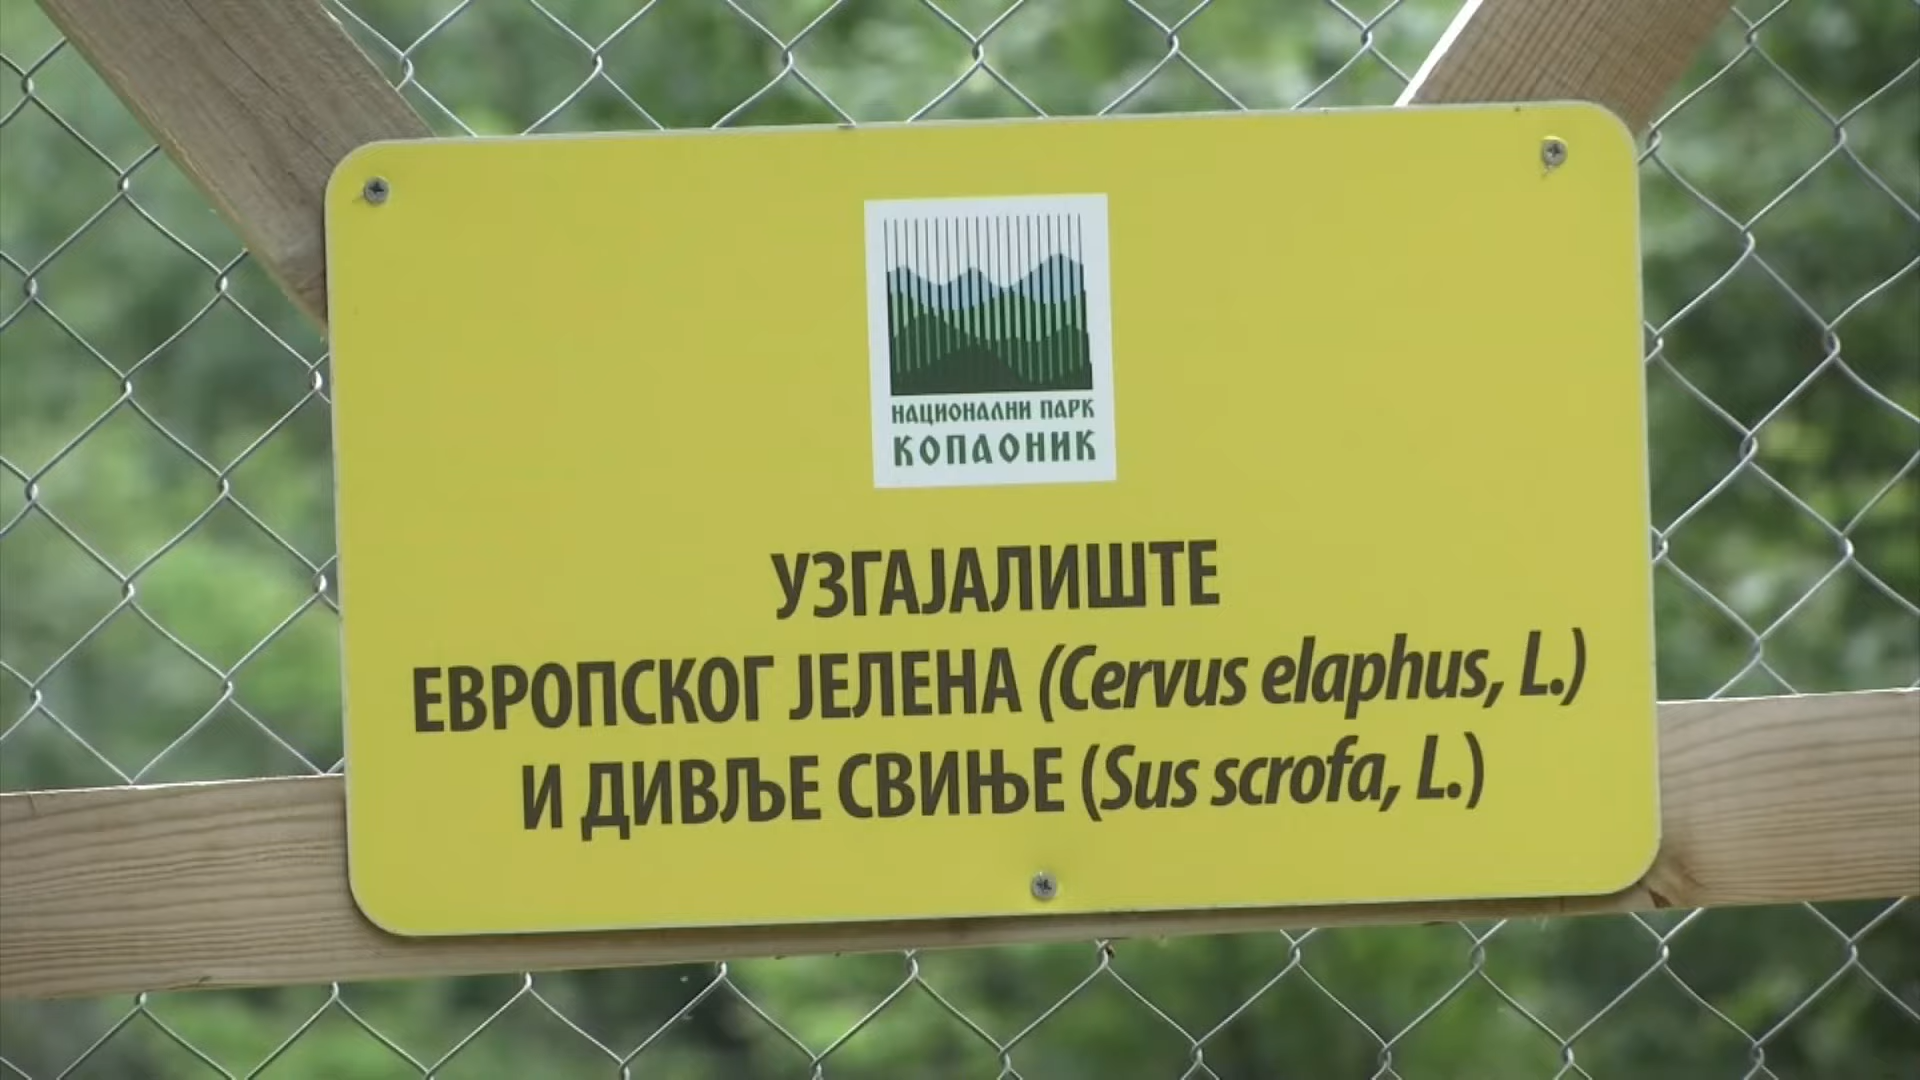 НАЦИОНАЛНИ ПАРК
КОПАОНИК
УЗГАЈАЛИШТЕ
ЕВРОПСКОГ ЈЕЛЕНА (Cervus elaphus, L.)
И ДИВЉЕ СВИЊЕ (Sus scrofa, L.)